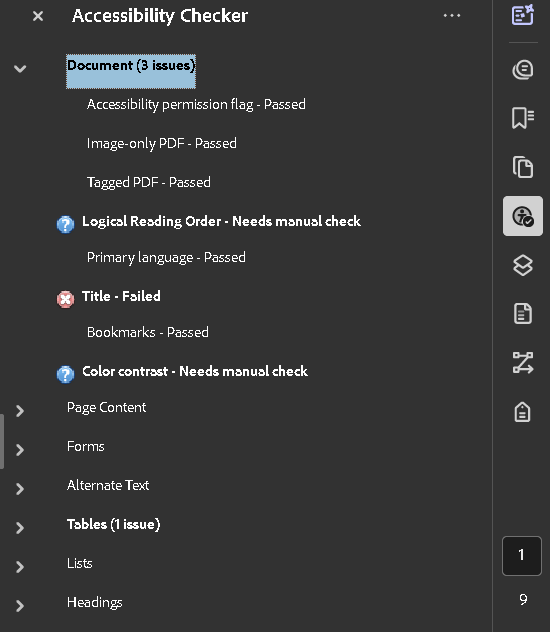 Accessibility Checker
Document (3 issues)
Accessibility permission flag - Passed
Image-only PDF - Passed
Tagged PDF - Passed
Logical Reading Order - Needs manual check
Primary language - Passed
Title - Failed
Bookmarks - Passed
Color contrast - Needs manual check
Page Content
Forms
Alternate Text
Tables (1 issue)
Lists
Headings
1
9